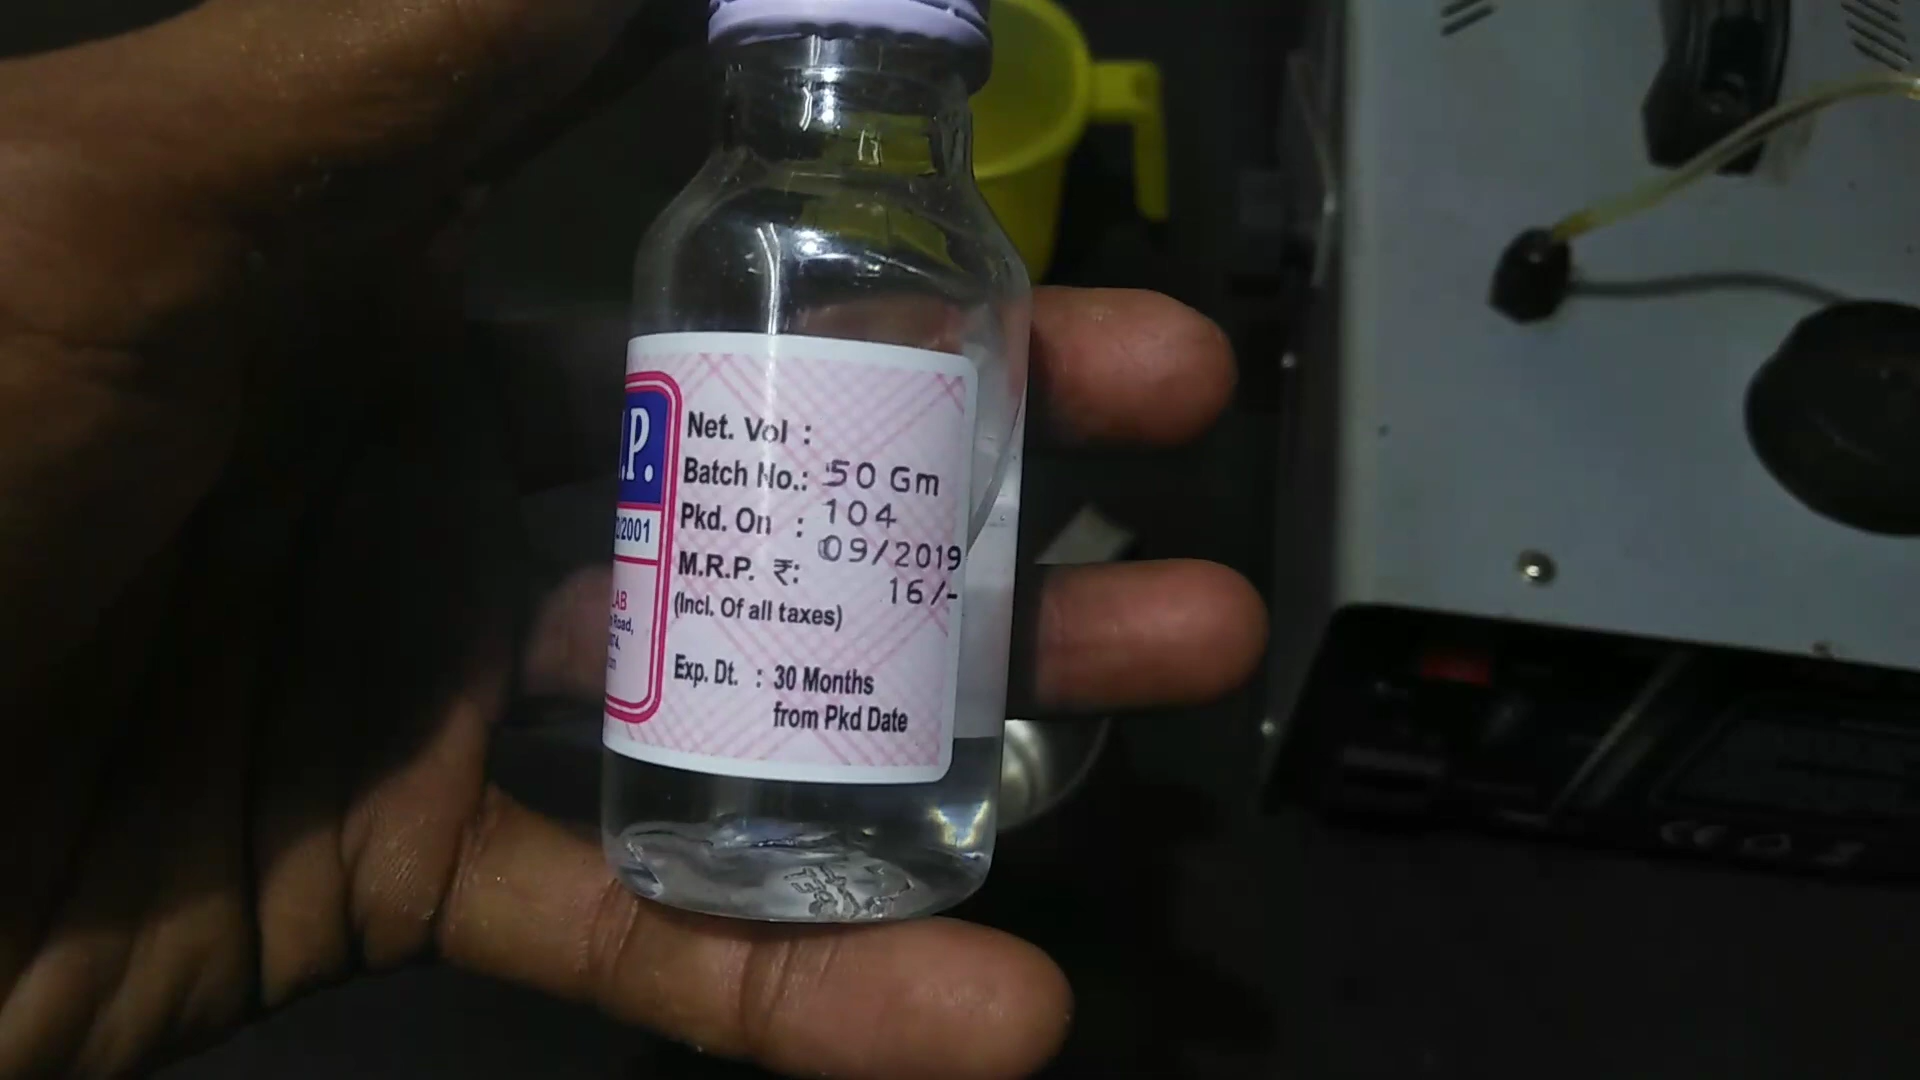 .P.
/2001
LAB
Road,
Net. Vol :
Batch No.: 50 Gm
Pkd. On : 104
M.R.P. ₹: 09/2019
16/-
(Incl. Of all taxes)
Exp. Dt. : 30 Months
from Pkd Date
CE